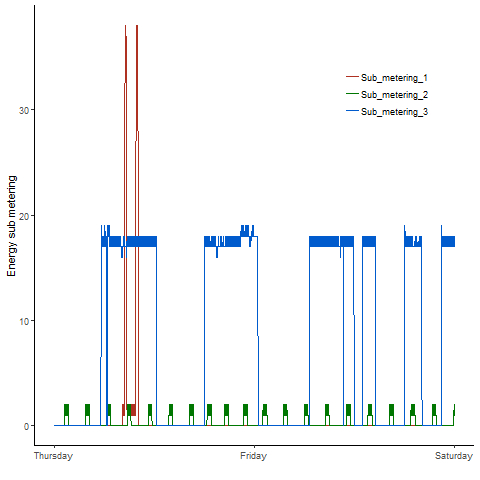 Sub_metering_1
Sub_metering_2
Sub_metering_3
Energy sub metering
30
20
10
0
Thursday Friday Saturday